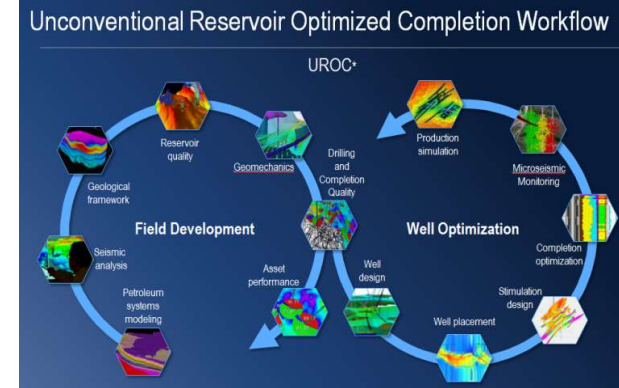 Unconventional Reservoir Optimized Completion Workflow
UROC*
Reservoir
quality
Geomechanics
Drilling
and
Completion
Quality
Production
simulation
Microseismic
Monitoring
Geological
framework
Field Development
Well Optimization
Completion
optimization
Seismic
analysis
Asset
performance
Well
design
Stimulation
design
Petroleum
systems
modeling
Well placement